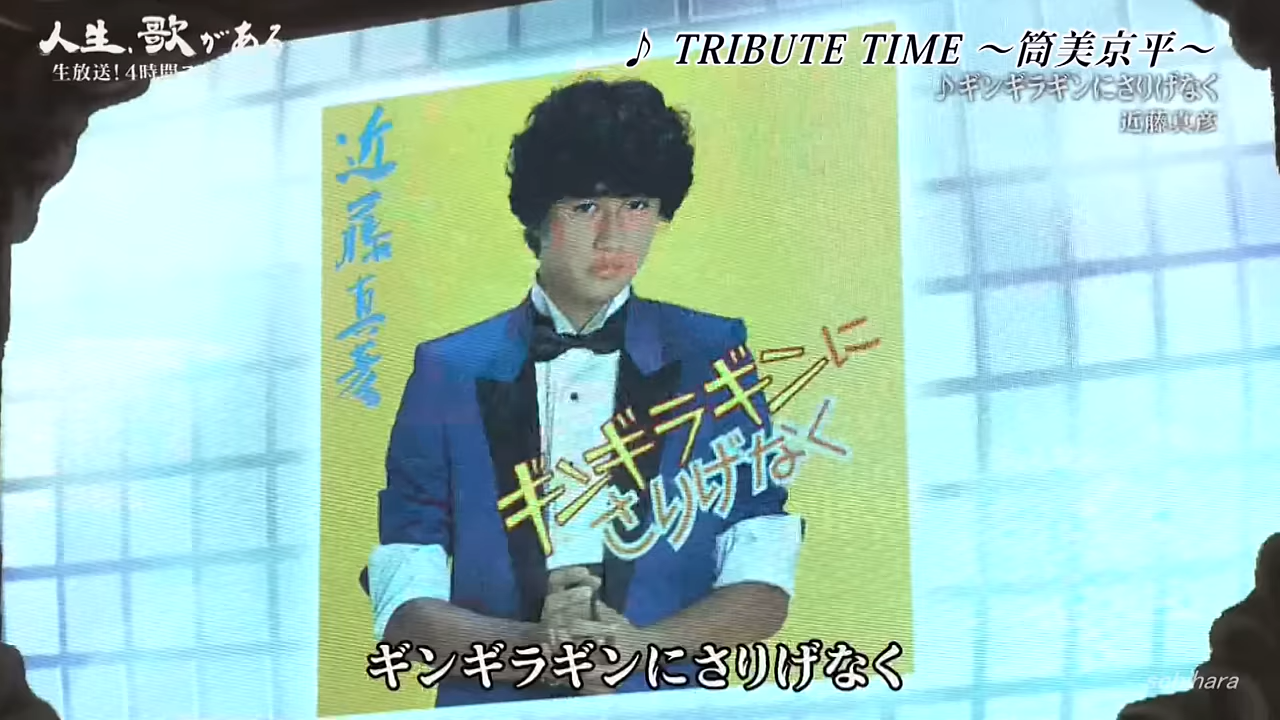 人生、歌がある
生放送!4時間
♪ TRIBUTE TIME ～筒美京平～
♪ギンギラギンにさりげなく
近藤真彦
近藤真彦
ギンギラギンに
さりげなく
ギンギラギンにさりげなく